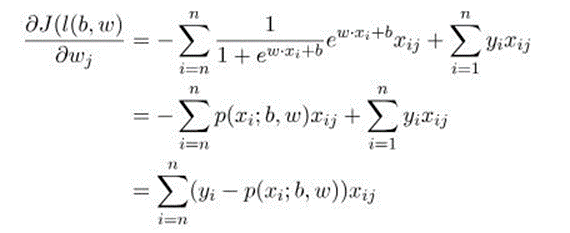 ∂J(l(b, w)/∂w_j = − ∑_{i=n}^{n} 1/(1 + e^{w·x_i+b}) e^{w·x_i+b} x_{ij} + ∑_{i=1}^{n} y_i x_{ij}
= − ∑_{i=n}^{n} p(x_i; b, w)x_{ij} + ∑_{i=1}^{n} y_i x_{ij}
= ∑_{i=n}^{n} (y_i − p(x_i; b, w))x_{ij}